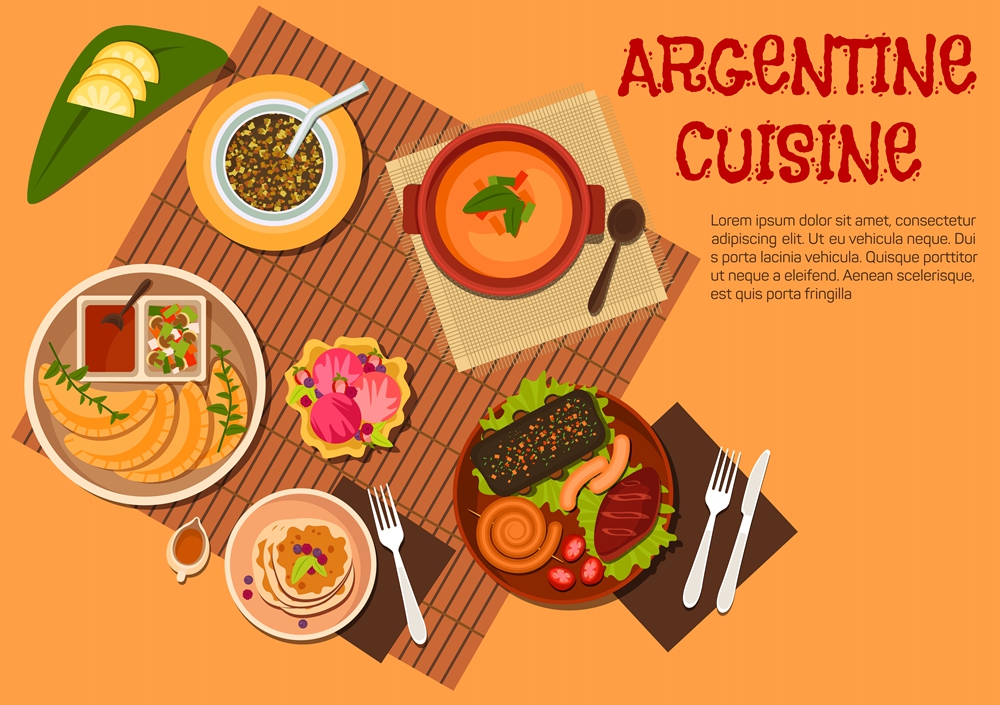 ARGENTINE
CUISINE
Lorem ipsum dolor sit amet, consectetur
adipiscing elit. Ut eu vehicula neque. Dui
s porta lacinia vehicula. Quisque porttitor
ut neque a eleifend. Aenean scelerisque,
est quis porta fringilla